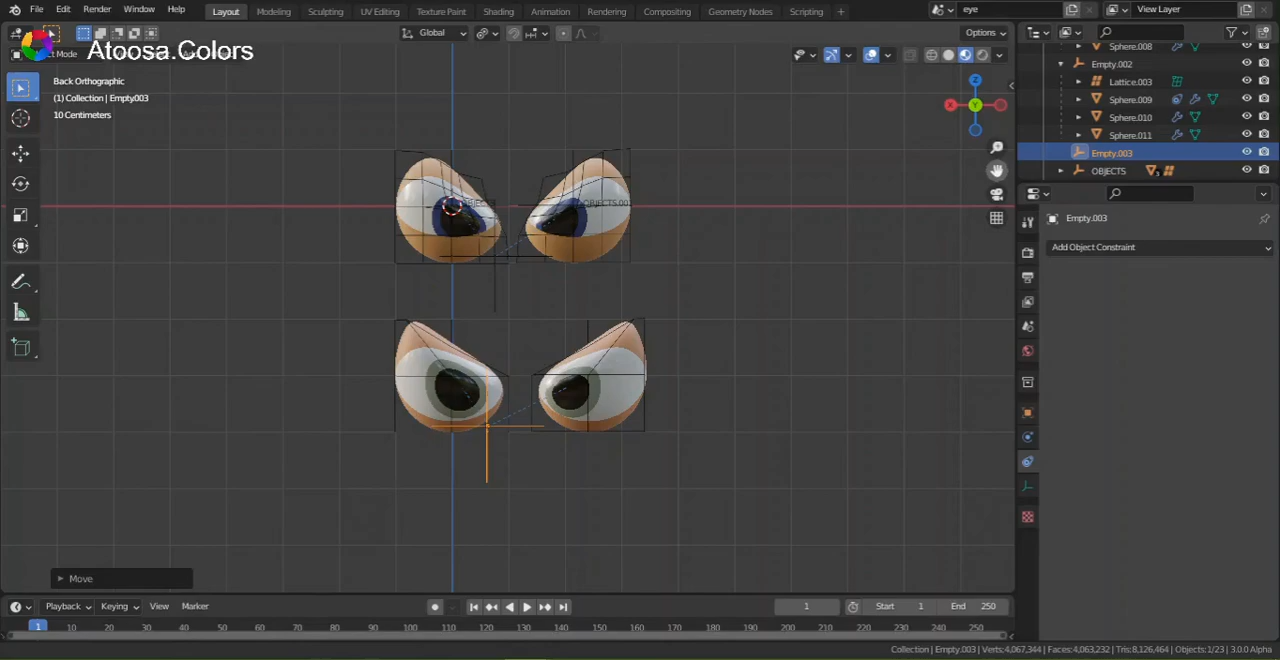 File Edit Render Window Help
Layout Modeling Sculpting UV Editing Texture Paint Shading Animation Rendering Compositing Geometry Nodes Scripting
eye
View Layer
Global
Options
Atoosa.Colors
Mode
Back Orthographic
(1) Collection | Empty.003
10 Centimeters
X
Y
Z
OBJECTS
OBJECTS.00
Sphere.008
Empty.002
Lattice.003
Sphere.009
Sphere.010
Sphere.011
Empty.003
OBJECTS
Empty.003
Add Object Constraint
Move
Playback Keying View Marker
1
Start 1
End 250
1 10 20 30 40 50 60 70 80 90 100 110 120 130 140 150 160 170 180 190 200 210 220 230 240 250
Collection | Empty.003 | Verts:4,067,344 | Faces:4,063,232 | Tris:8,126,464 | Objects:1/23 | 3.0.0 Alpha